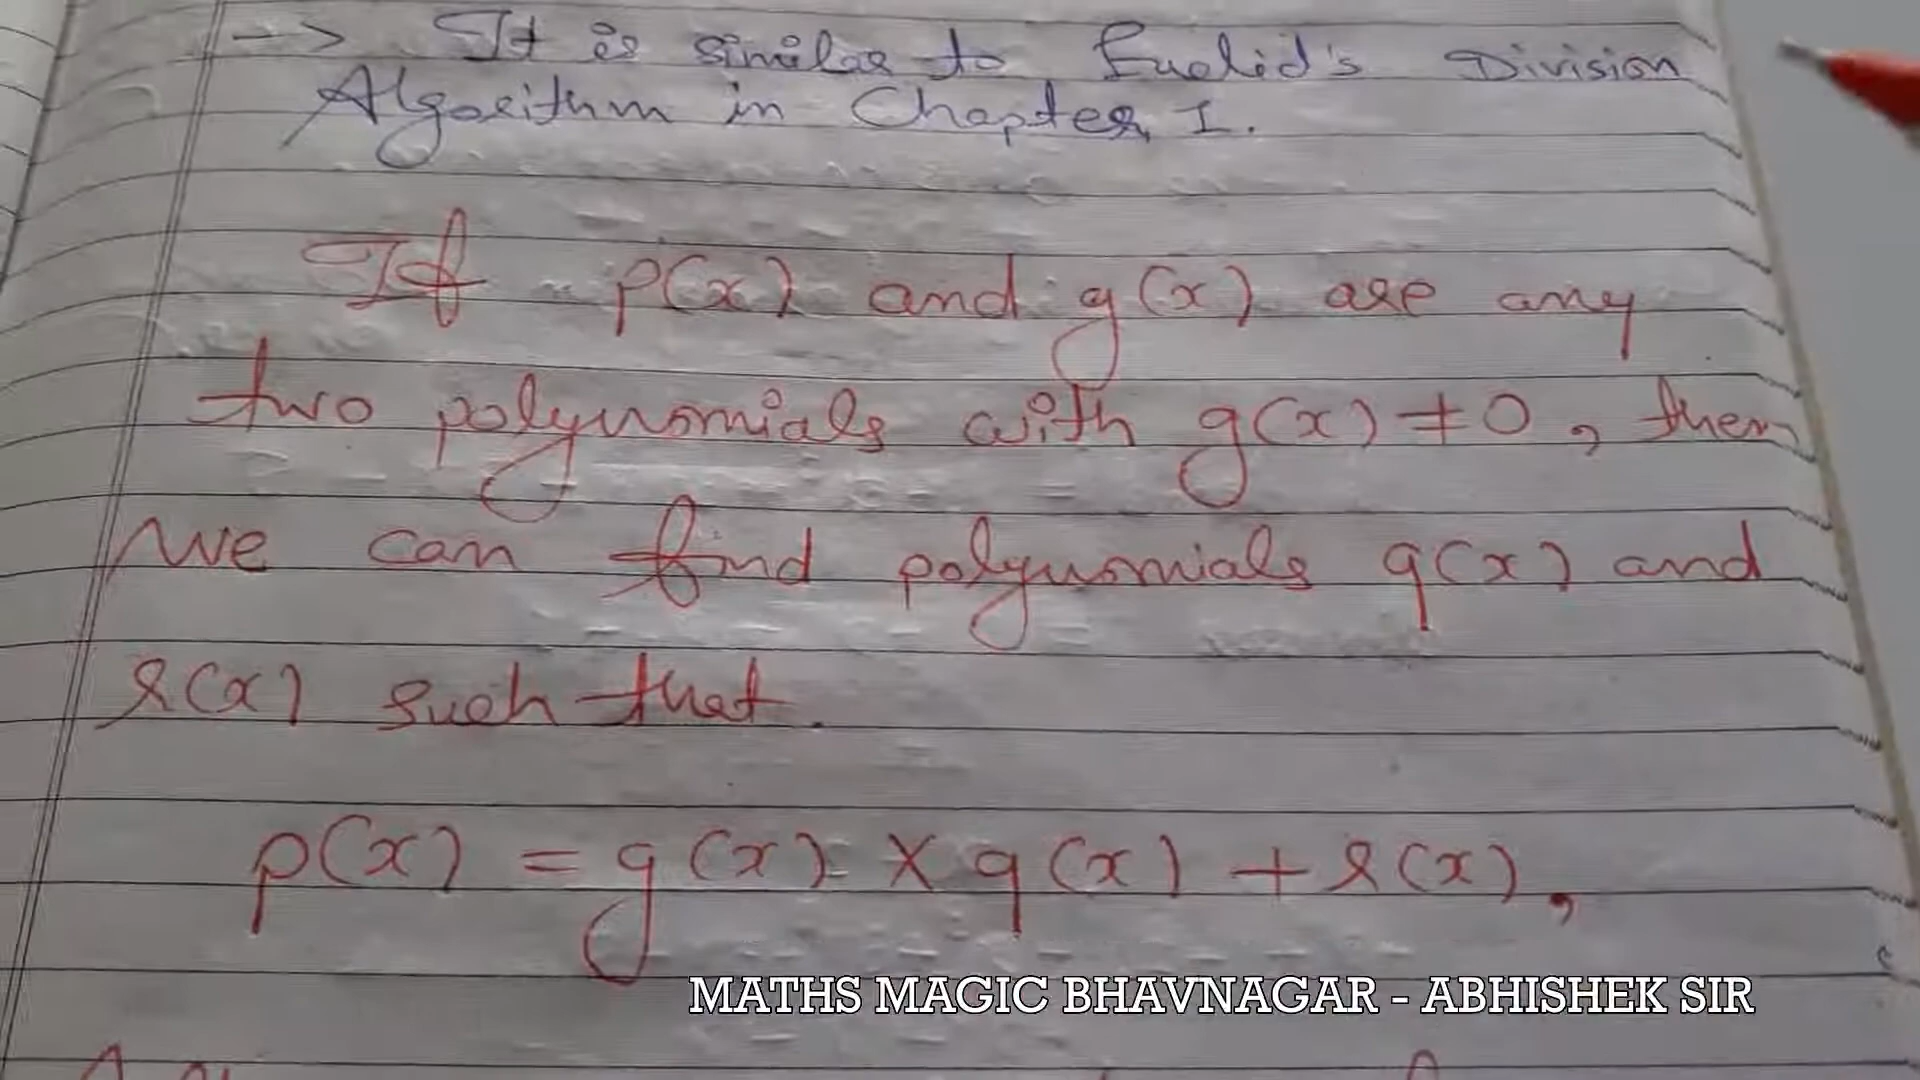 -> It is similar to Euclid's Division
Algorithm in Chapter 1.
If p(x) and g(x) are any
two polynomials with g(x) ≠ 0, then
we can find polynomials q(x) and
r(x) such that.
p(x) = g(x) × q(x) + r(x),
MATHS MAGIC BHAVNAGAR - ABHISHEK SIR